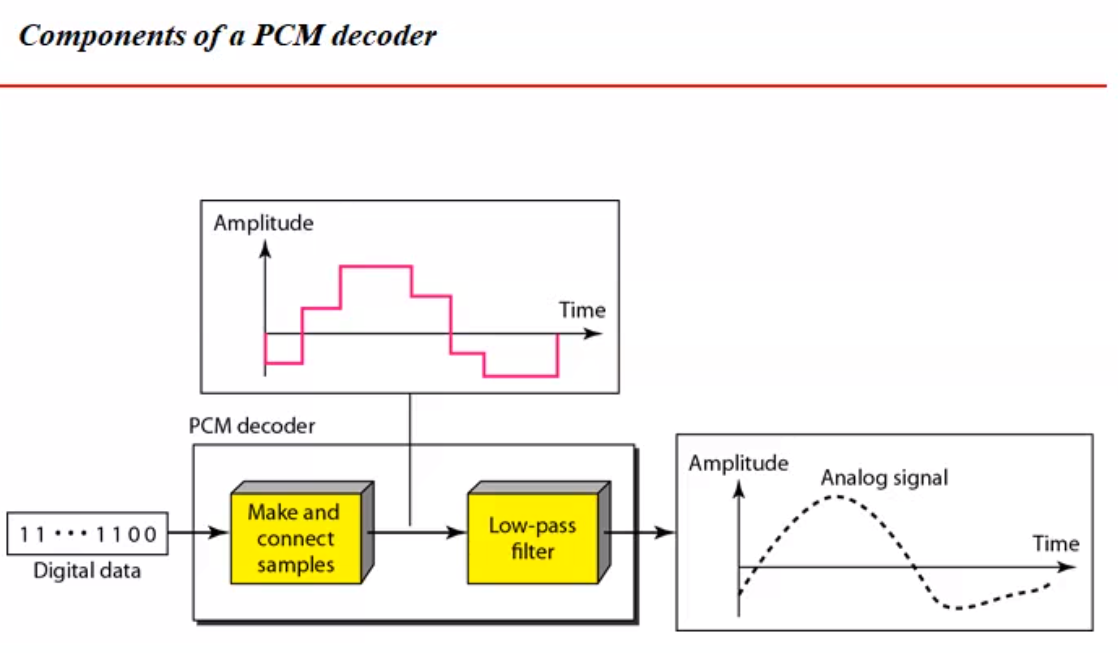 Components of a PCM decoder
Amplitude
Time
PCM decoder
Make and
connect
samples
Low-pass
filter
11···1100
Digital data
Amplitude
Analog signal
Time